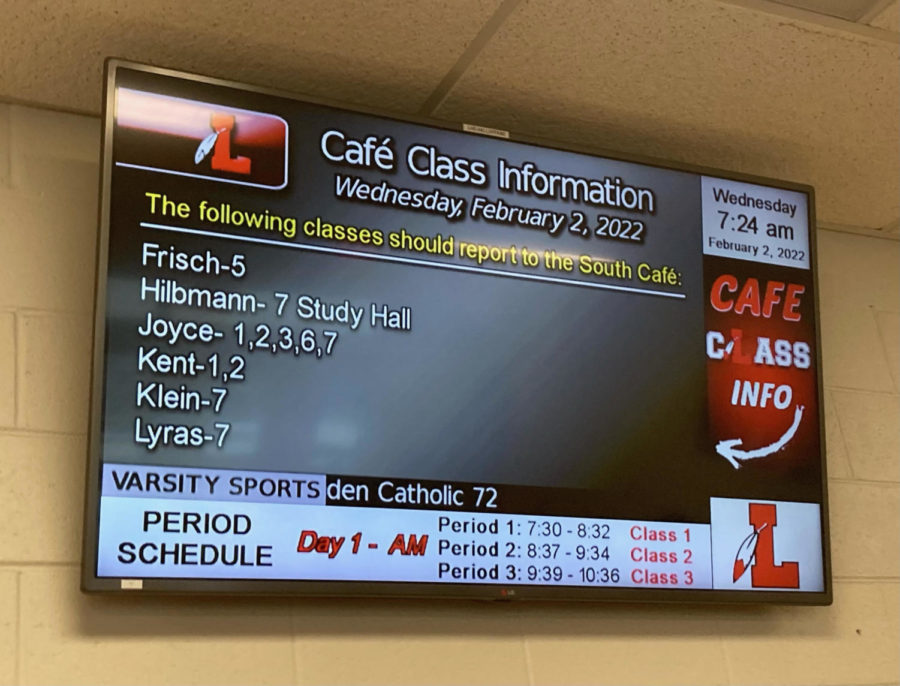 Café Class Information
Wednesday, February 2, 2022
The following classes should report to the South Café:
Frisch-5
Hilbmann- 7 Study Hall
Joyce- 1,2,3,6,7
Kent-1,2
Klein-7
Lyras-7
Wednesday
7:24 am
February 2, 2022
CAFE
CLASS
INFO
VARSITY SPORTS den Catholic 72
PERIOD
SCHEDULE
Day 1 - AM
Period 1: 7:30 - 8:32 Class 1
Period 2: 8:37 - 9:34 Class 2
Period 3: 9:39 - 10:36 Class 3
L
L
LG